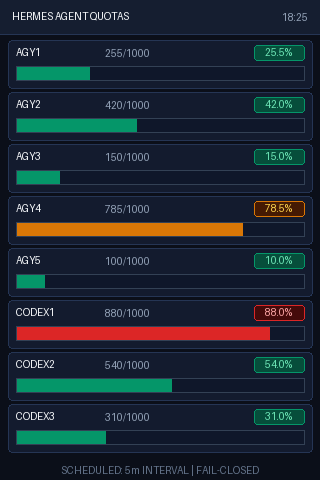 HERMES AGENT QUOTAS 18:25
AGY1 255/1000 25.5%
AGY2 420/1000 42.0%
AGY3 150/1000 15.0%
AGY4 785/1000 78.5%
AGY5 100/1000 10.0%
CODEX1 880/1000 88.0%
CODEX2 540/1000 54.0%
CODEX3 310/1000 31.0%
SCHEDULED: 5m INTERVAL | FAIL-CLOSED